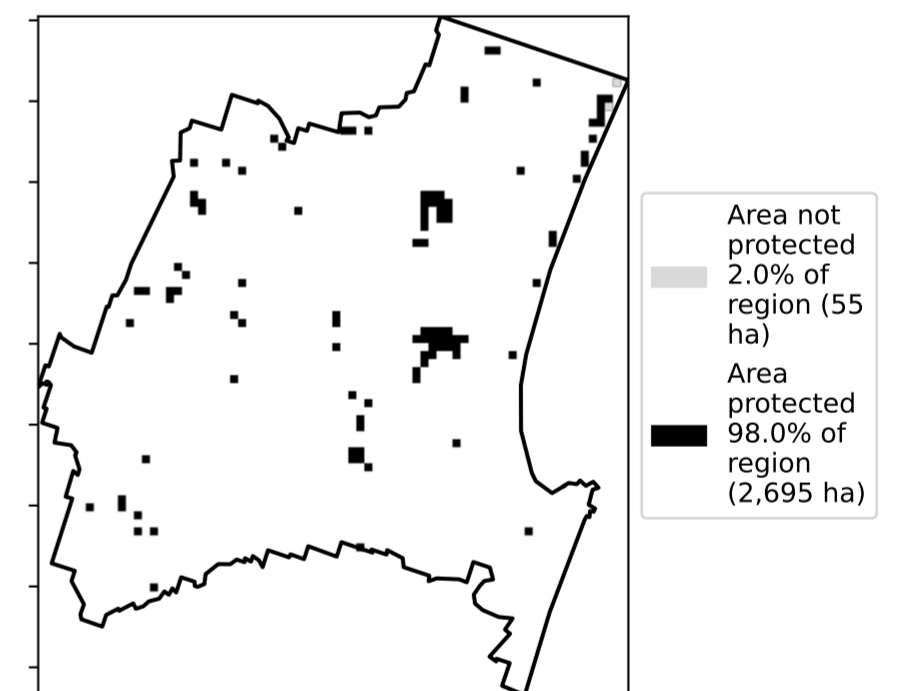 Area not
protected
2.0% of
region (55
ha)
Area
protected
98.0% of
region
(2,695 ha)